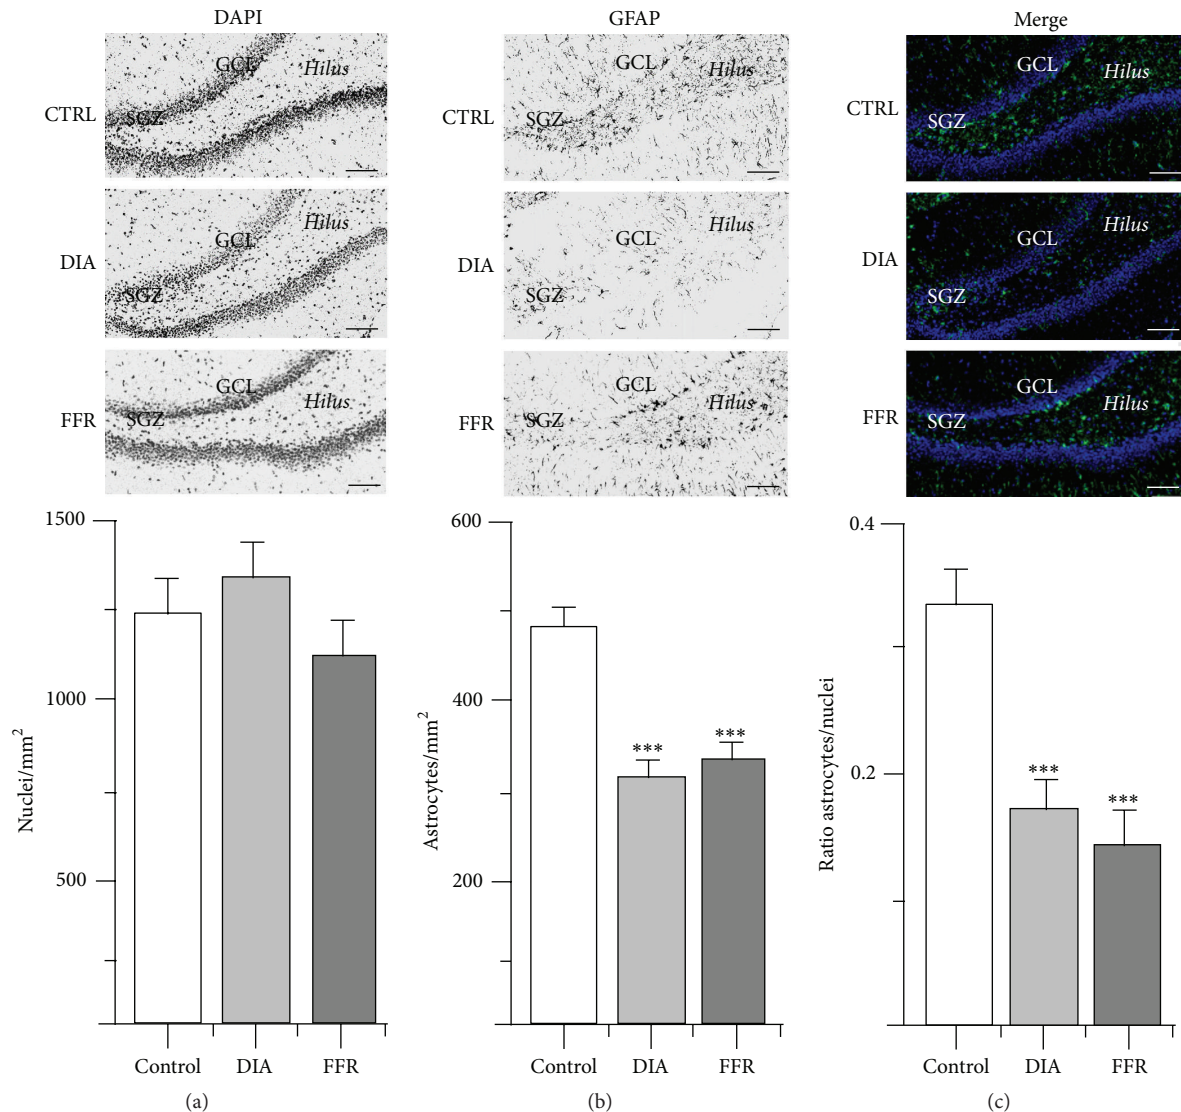 DAPI
GFAP
Merge
CTRL
GCL
Hilus
SGZ
CTRL
GCL
Hilus
SGZ
CTRL
GCL
Hilus
SGZ
DIA
GCL
Hilus
SGZ
DIA
GCL
Hilus
SGZ
DIA
GCL
Hilus
SGZ
FFR
GCL
Hilus
SGZ
FFR
GCL
Hilus
SGZ
FFR
GCL
Hilus
SGZ
1500
1000
500
Nuclei/mm²
Control
DIA
FFR
(a)
600
400
200
Astrocytes/mm²
***
***
Control
DIA
FFR
(b)
0.4
0.2
0
Ratio astrocytes/nuclei
***
***
Control
DIA
FFR
(c)